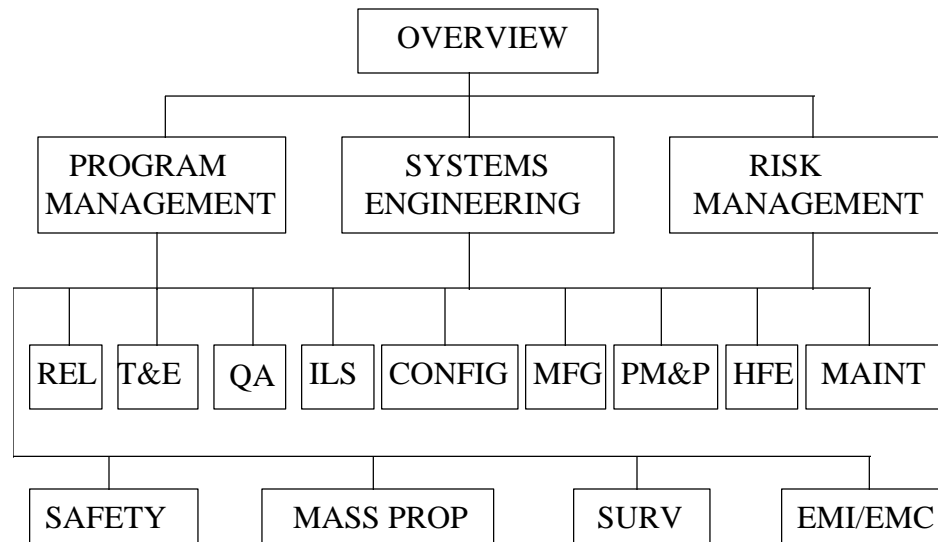 OVERVIEW
PROGRAM SYSTEMS RISK
MANAGEMENT ENGINEERING MANAGEMENT
REL T&E QA ILS CONFIG MFG PM&P HFE MAINT
SAFETY MASS PROP SURV EMI/EMC